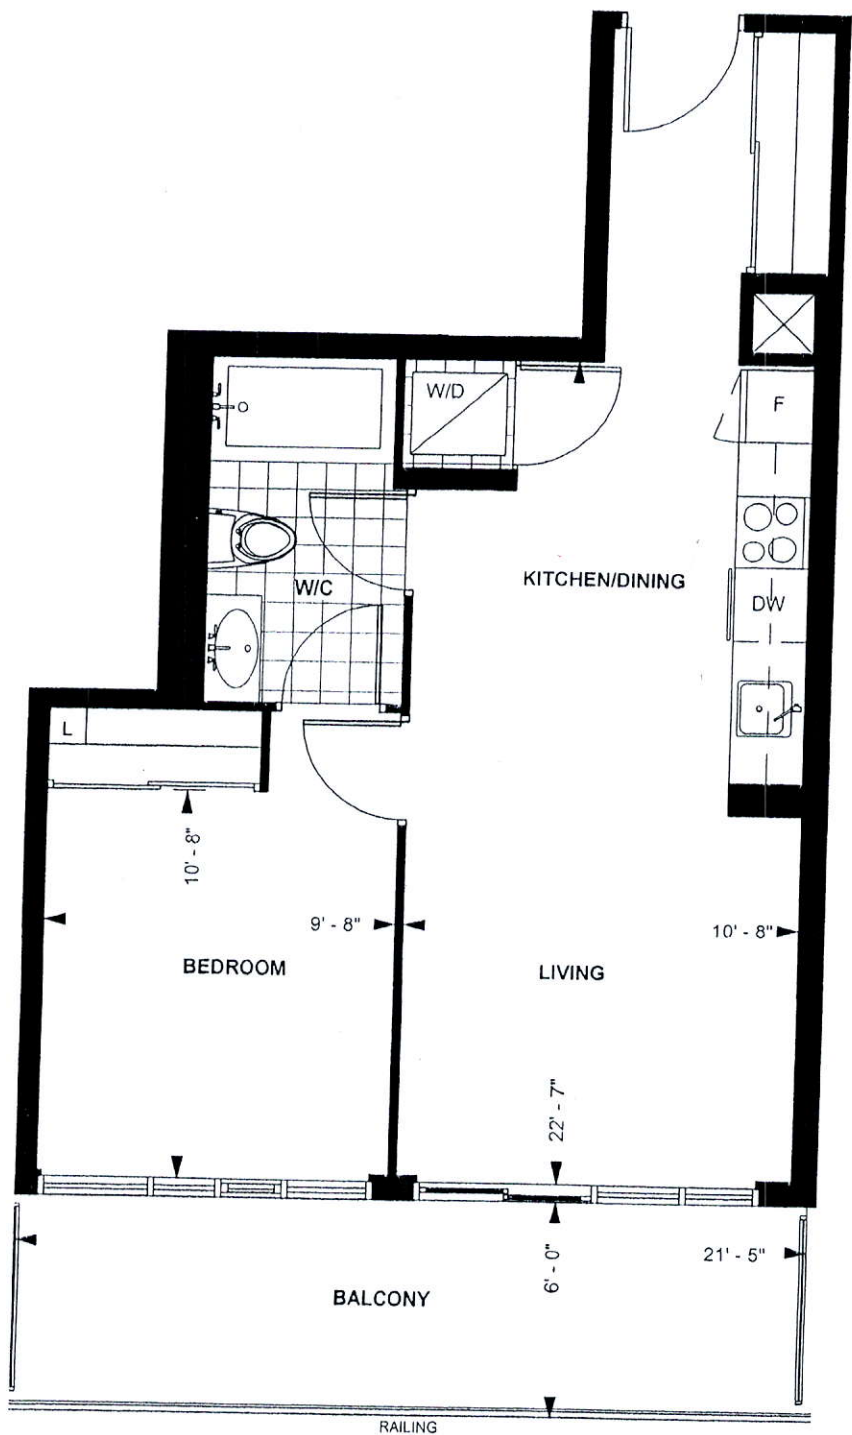 W/D
F
KITCHEN/DINING
W/C
DW
L
10' - 8"
9' - 8"
10' - 8"
BEDROOM
LIVING
22' - 7"
6' - 0"
21' - 5"
BALCONY
RAILING